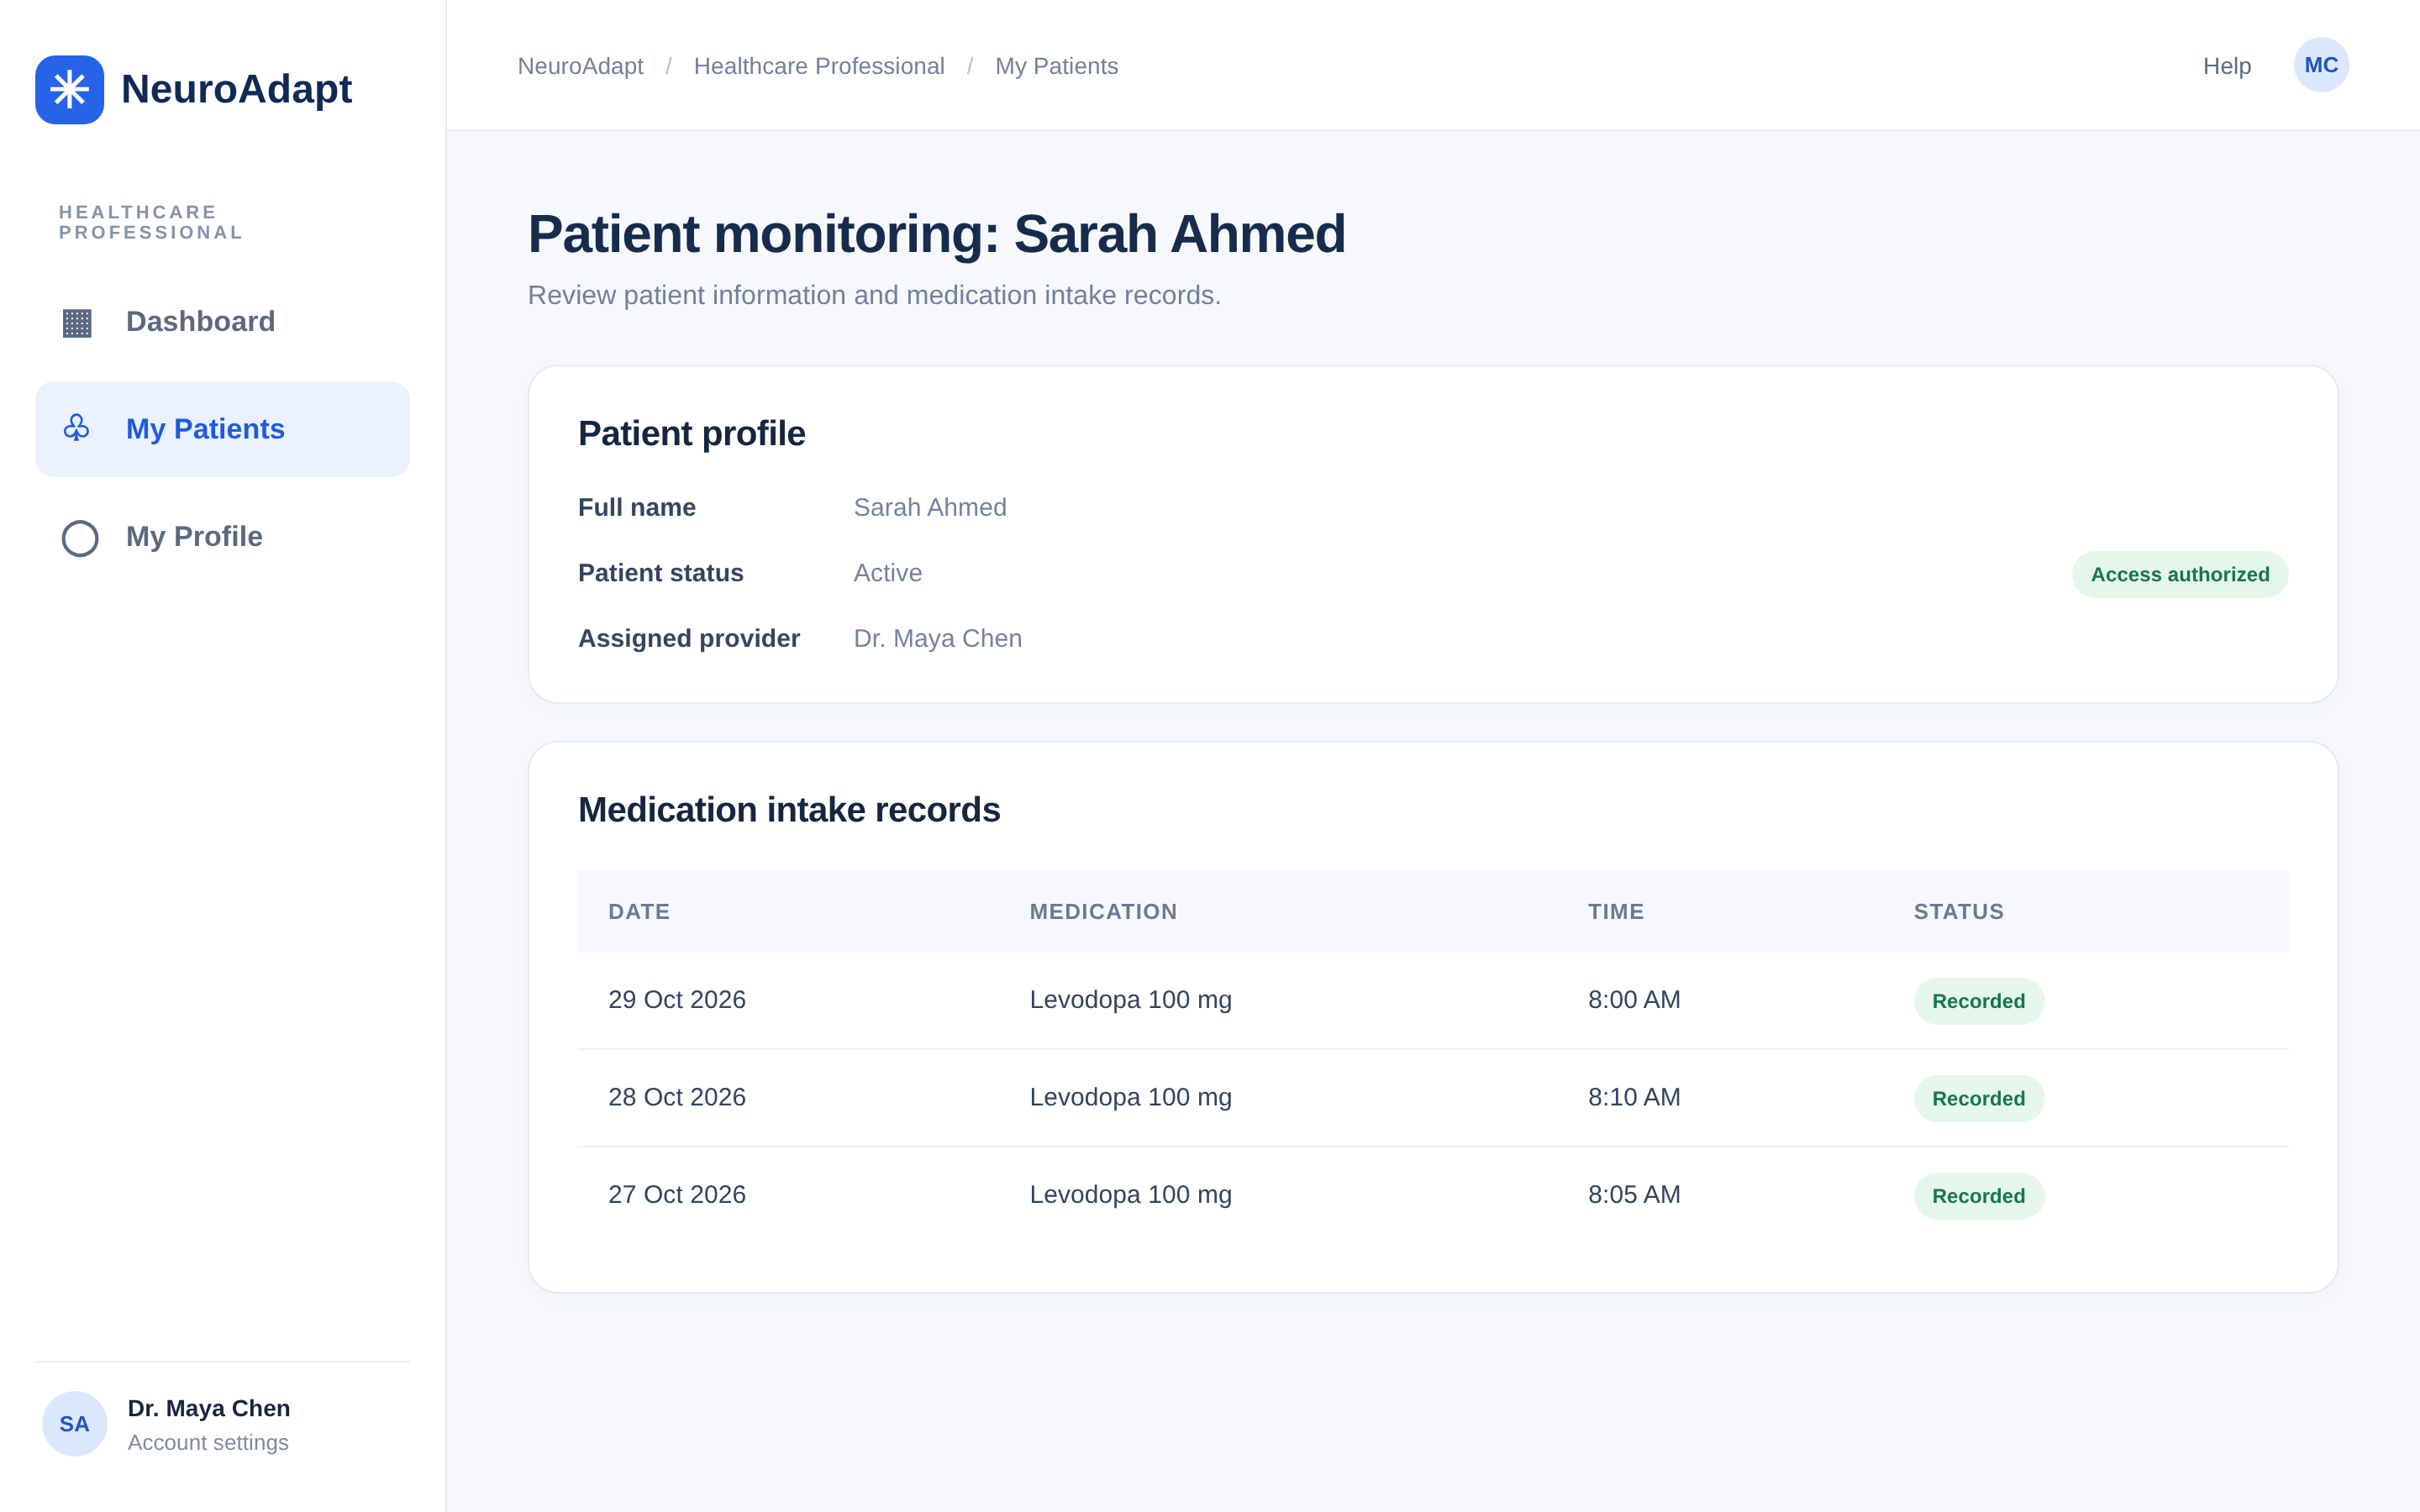 NeuroAdapt
HEALTHCARE
PROFESSIONAL
Dashboard
My Patients
My Profile
SA
Dr. Maya Chen
Account settings
NeuroAdapt / Healthcare Professional / My Patients
Help
MC
Patient monitoring: Sarah Ahmed
Review patient information and medication intake records.
Patient profile
Full name Sarah Ahmed
Patient status Active Access authorized
Assigned provider Dr. Maya Chen
Medication intake records
DATE MEDICATION TIME STATUS
29 Oct 2026 Levodopa 100 mg 8:00 AM Recorded
28 Oct 2026 Levodopa 100 mg 8:10 AM Recorded
27 Oct 2026 Levodopa 100 mg 8:05 AM Recorded